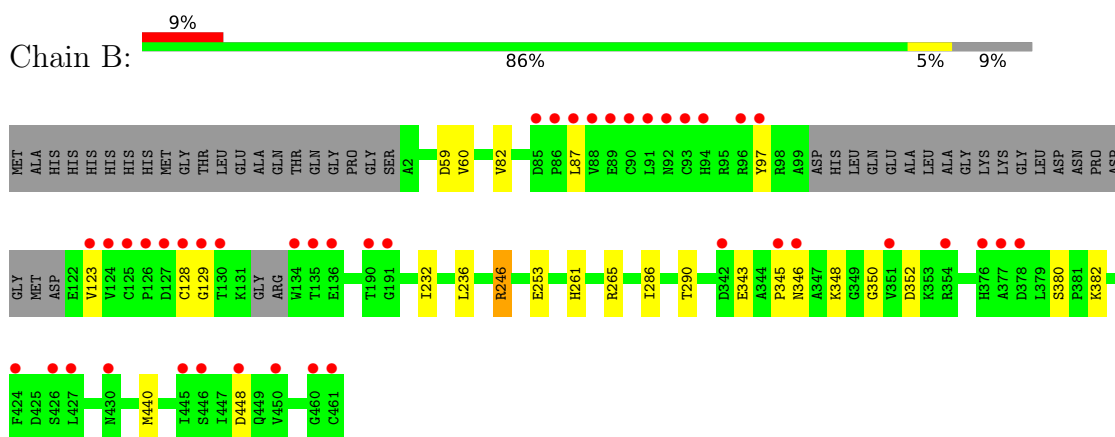 9%
Chain B:
86% 5% 9%
MET ALA HIS HIS HIS HIS HIS HIS MET GLY THR LEU GLU ALA GLN THR GLN GLY PRO GLY SER A2 D59 V60 V82 D85 P86 L87 V88 E89 C90 L91 N92 C93 H94 R95 R96 Y97 R98 A99 ASP HIS LEU GLN GLU ALA LEU ALA GLY LYS LYS GLY LEU ASP ASN PRO ASP
GLY MET ASP E122 V123 V124 C125 P126 D127 C128 G129 T130 K131 GLY ARG W134 T135 E136 T190 G191 I232 L236 R246 E253 H261 R265 I286 T290 D342 E343 A344 P345 N346 A347 K348 G349 G350 V351 D352 K353 R354 H376 A377 D378 L379 S380 P381 K382
F424 D425 S426 L427 N430 M440 I445 S446 I447 D448 Q449 V450 G460 C461